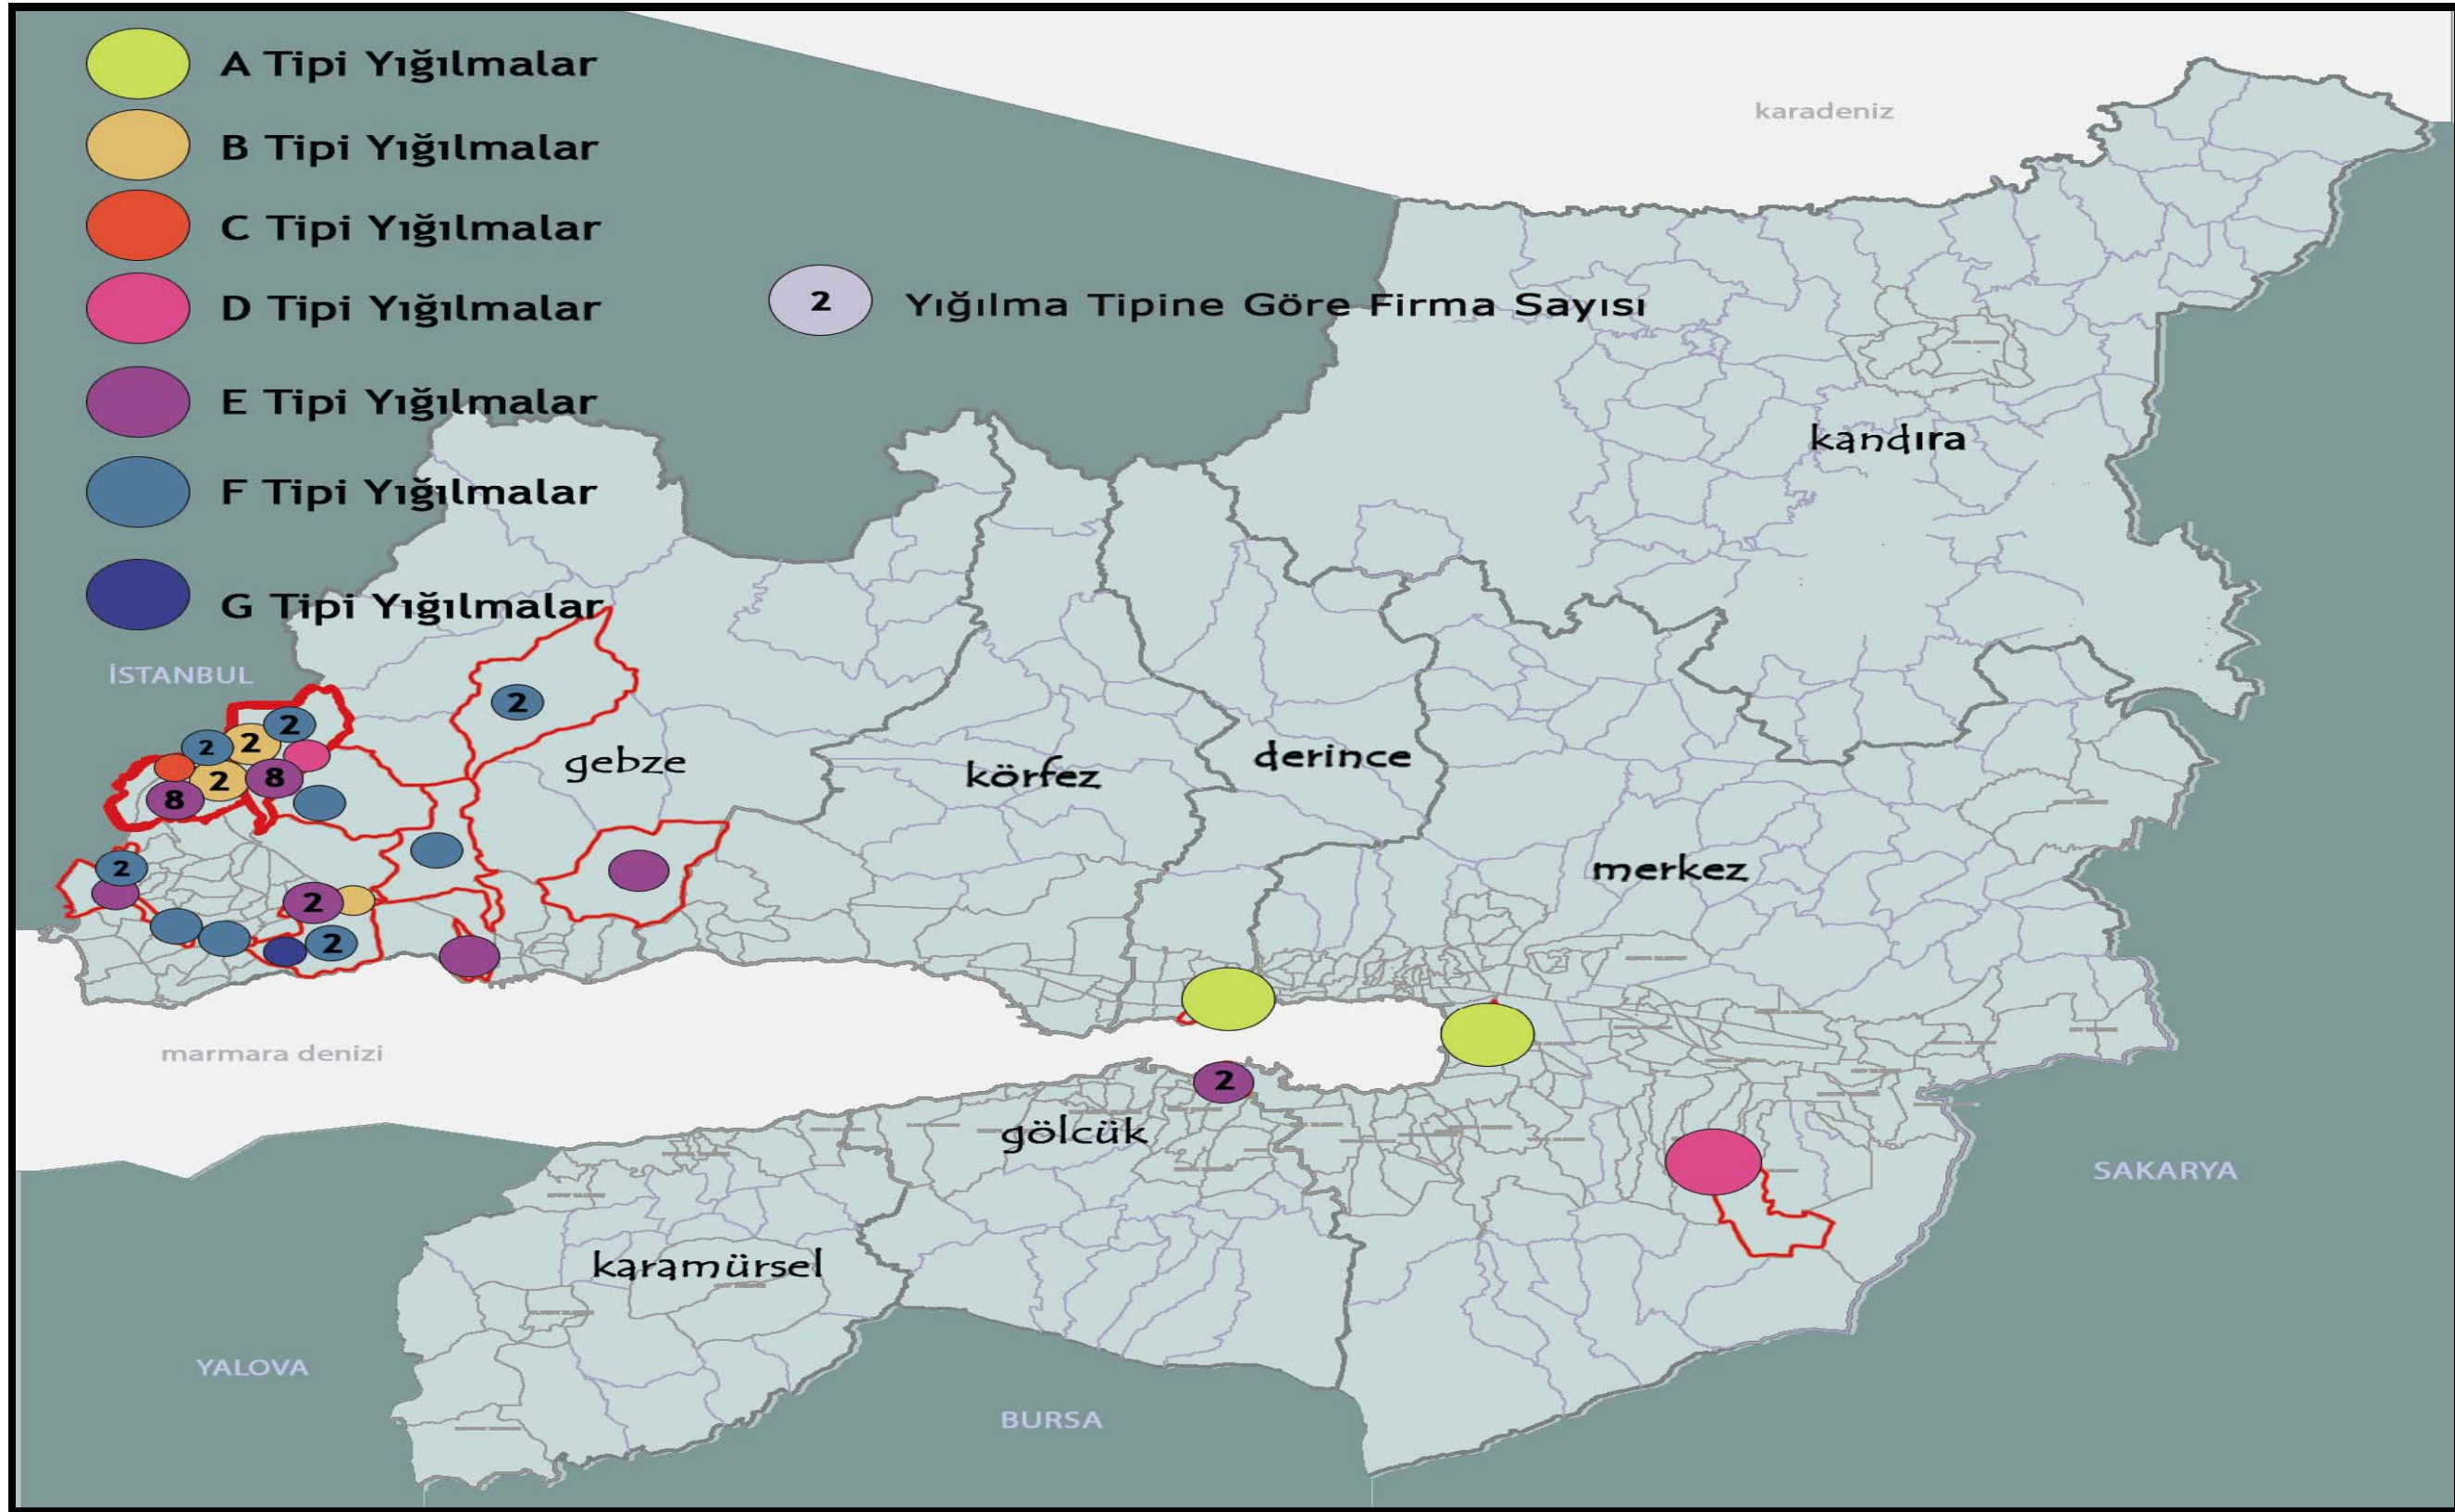 A Tipi Yığılmalar
karadeniz
B Tipi Yığılmalar
C Tipi Yığılmalar
D Tipi Yığılmalar
2 Yığılma Tipine Göre Firma Sayısı
E Tipi Yığılmalar
kandıra
F Tipi Yığılmalar
G Tipi Yığılmalar
İSTANBUL
2
2
2
2
gebze
körfez
derince
2
8
8
2
merkez
2
2
marmara denizi
2
gölcük
SAKARYA
karamürsel
YALOVA
BURSA